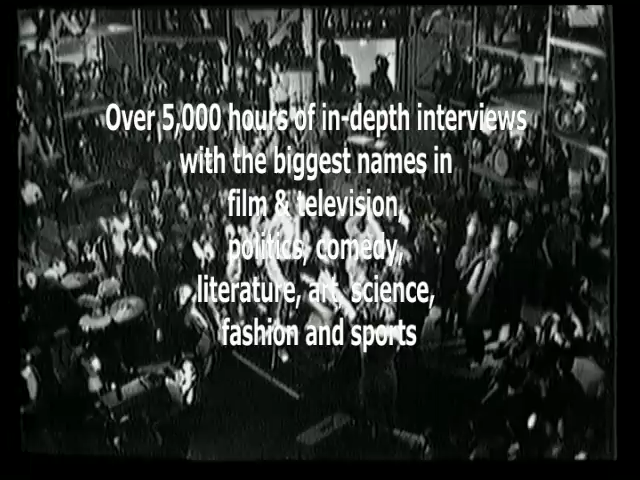 Over 5,000 hours of in-depth interviews
with the biggest names in
film & television,
politics, comedy,
literature, art, science,
fashion and sports